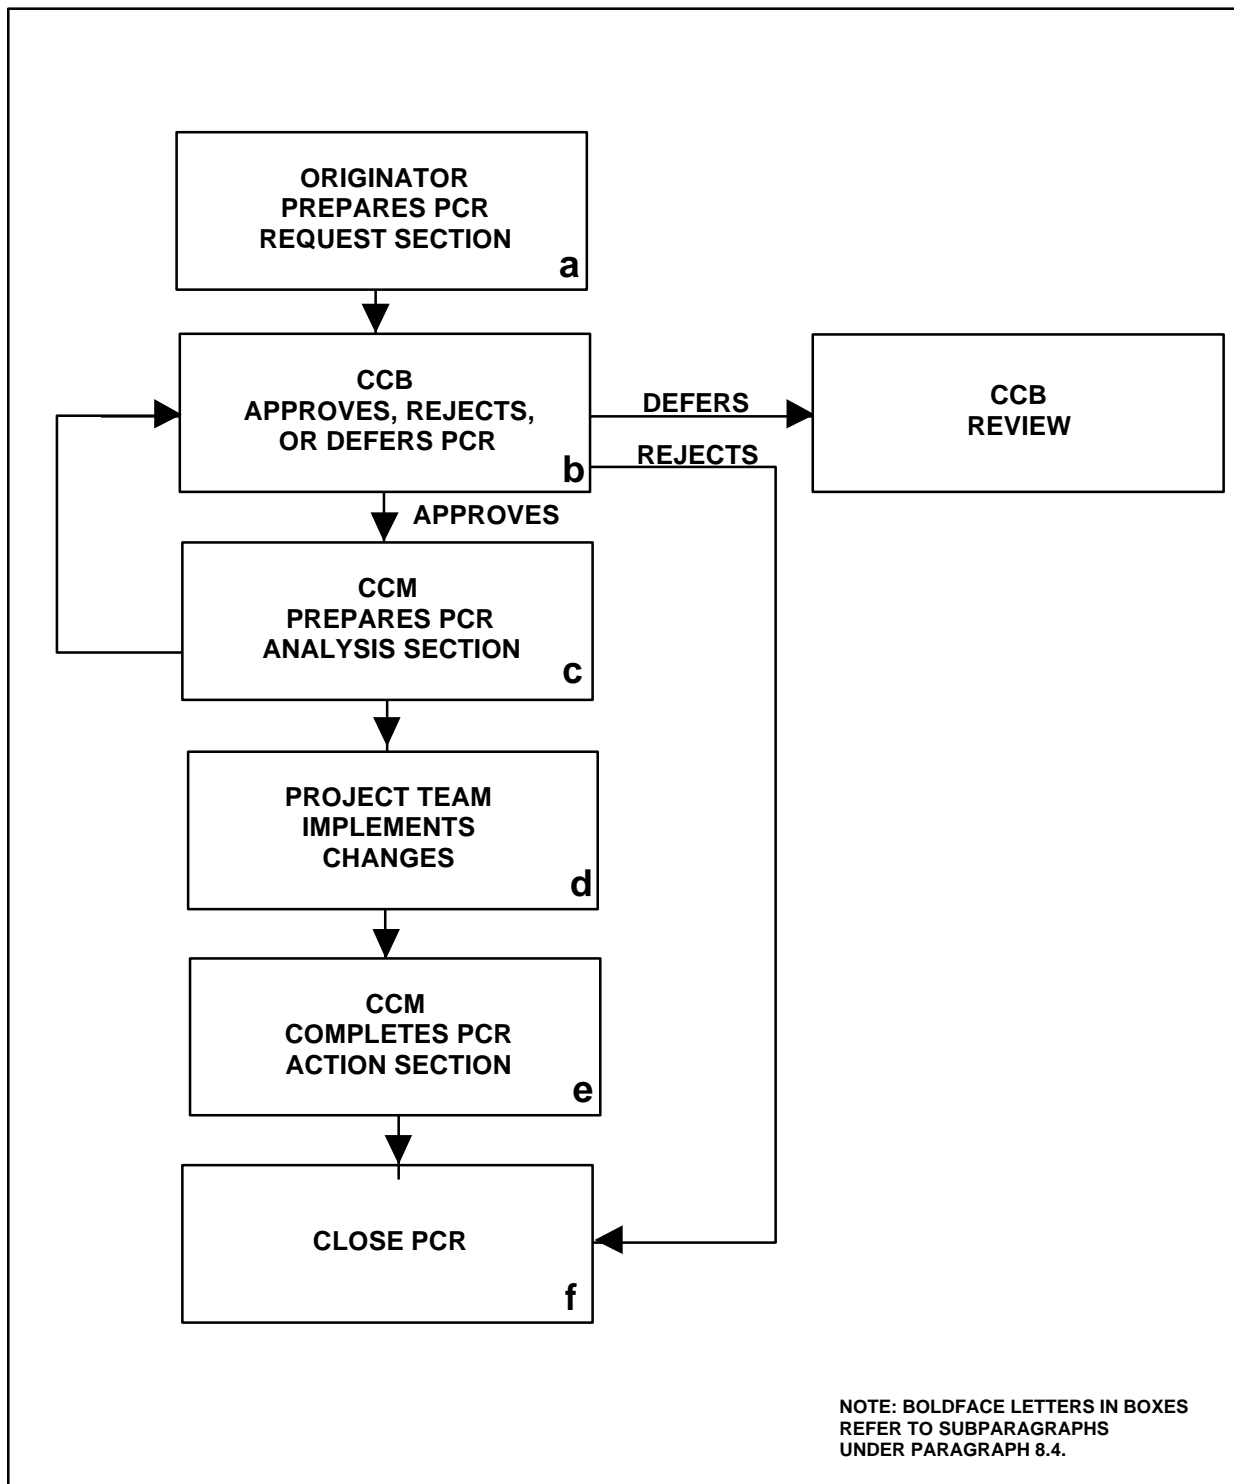 ORIGINATOR
PREPARES PCR
REQUEST SECTION
a
CCB
APPROVES, REJECTS,
OR DEFERS PCR
b
DEFERS
REJECTS
CCB
REVIEW
APPROVES
CCM
PREPARES PCR
ANALYSIS SECTION
c
PROJECT TEAM
IMPLEMENTS
CHANGES
d
CCM
COMPLETES PCR
ACTION SECTION
e
CLOSE PCR
f
NOTE: BOLDFACE LETTERS IN BOXES
REFER TO SUBPARAGRAPHS
UNDER PARAGRAPH 8.4.